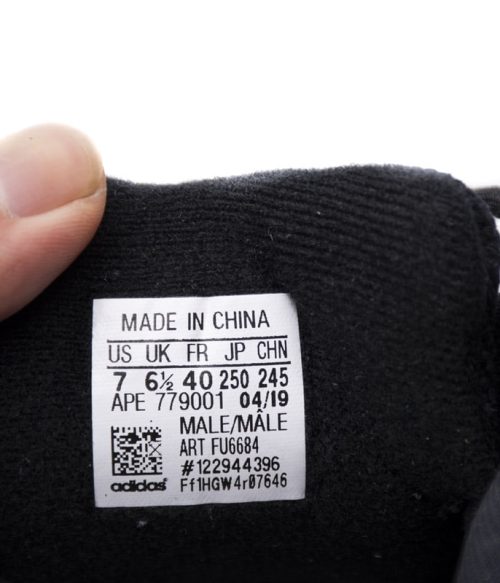 MADE IN CHINA
US UK FR JP CHN
7 6½ 40 250 245
APE 779001 04/19
MALE/MÂLE
ART FU6684
#122944396
adidas Ff1HGW4r07646